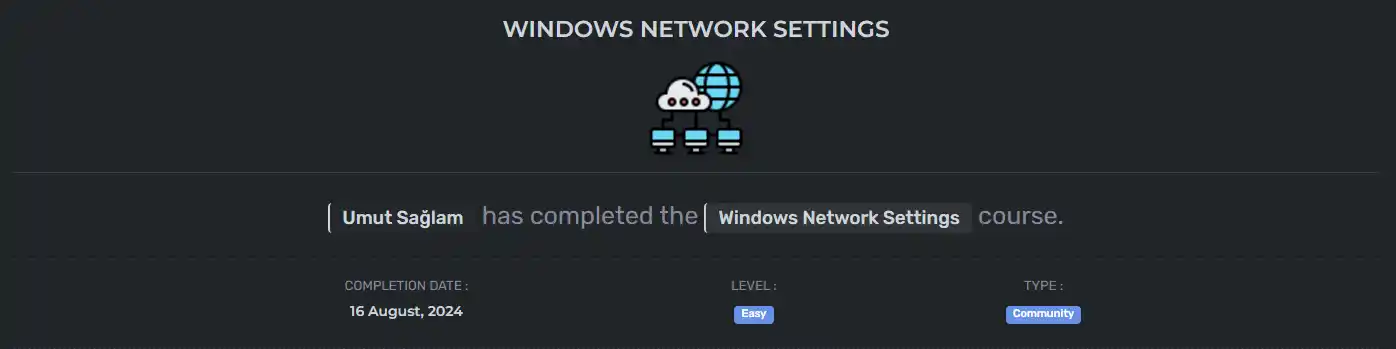 WINDOWS NETWORK SETTINGS
Umut Sağlam has completed the Windows Network Settings course.
COMPLETION DATE : LEVEL : TYPE :
16 August, 2024 Easy Community